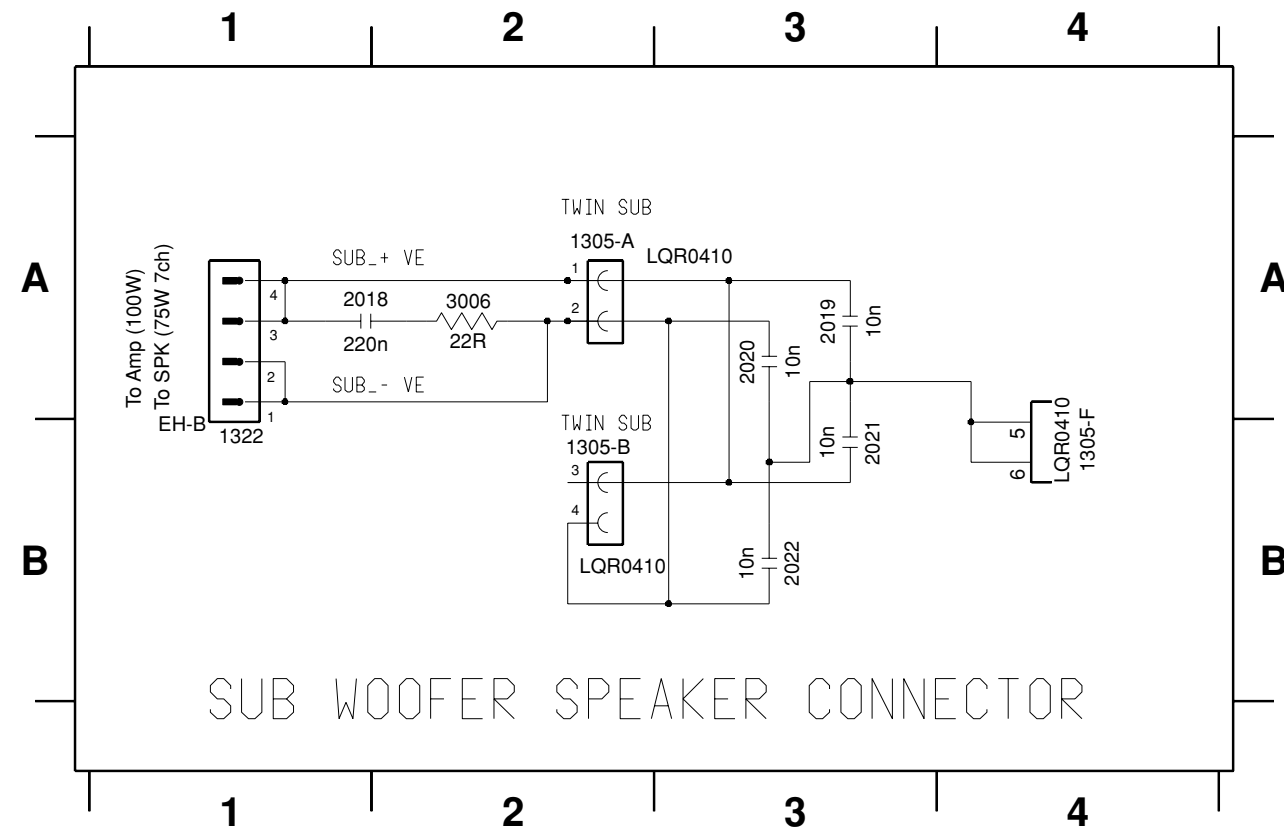 1
2
3
4
A
A
B
B
To Amp (100W)
To SPK (75W 7ch)
SUB_+ VE
TWIN SUB
1305-A
LQR0410
1
2
4
3
2
1
2018
220n
3006
22R
SUB_- VE
EH-B
1322
TWIN SUB
1305-B
3
4
LQR0410
2019
10n
2020
10n
10n
2021
10n
2022
5
6
LQR0410
1305-F
SUB WOOFER SPEAKER CONNECTOR
1
2
3
4